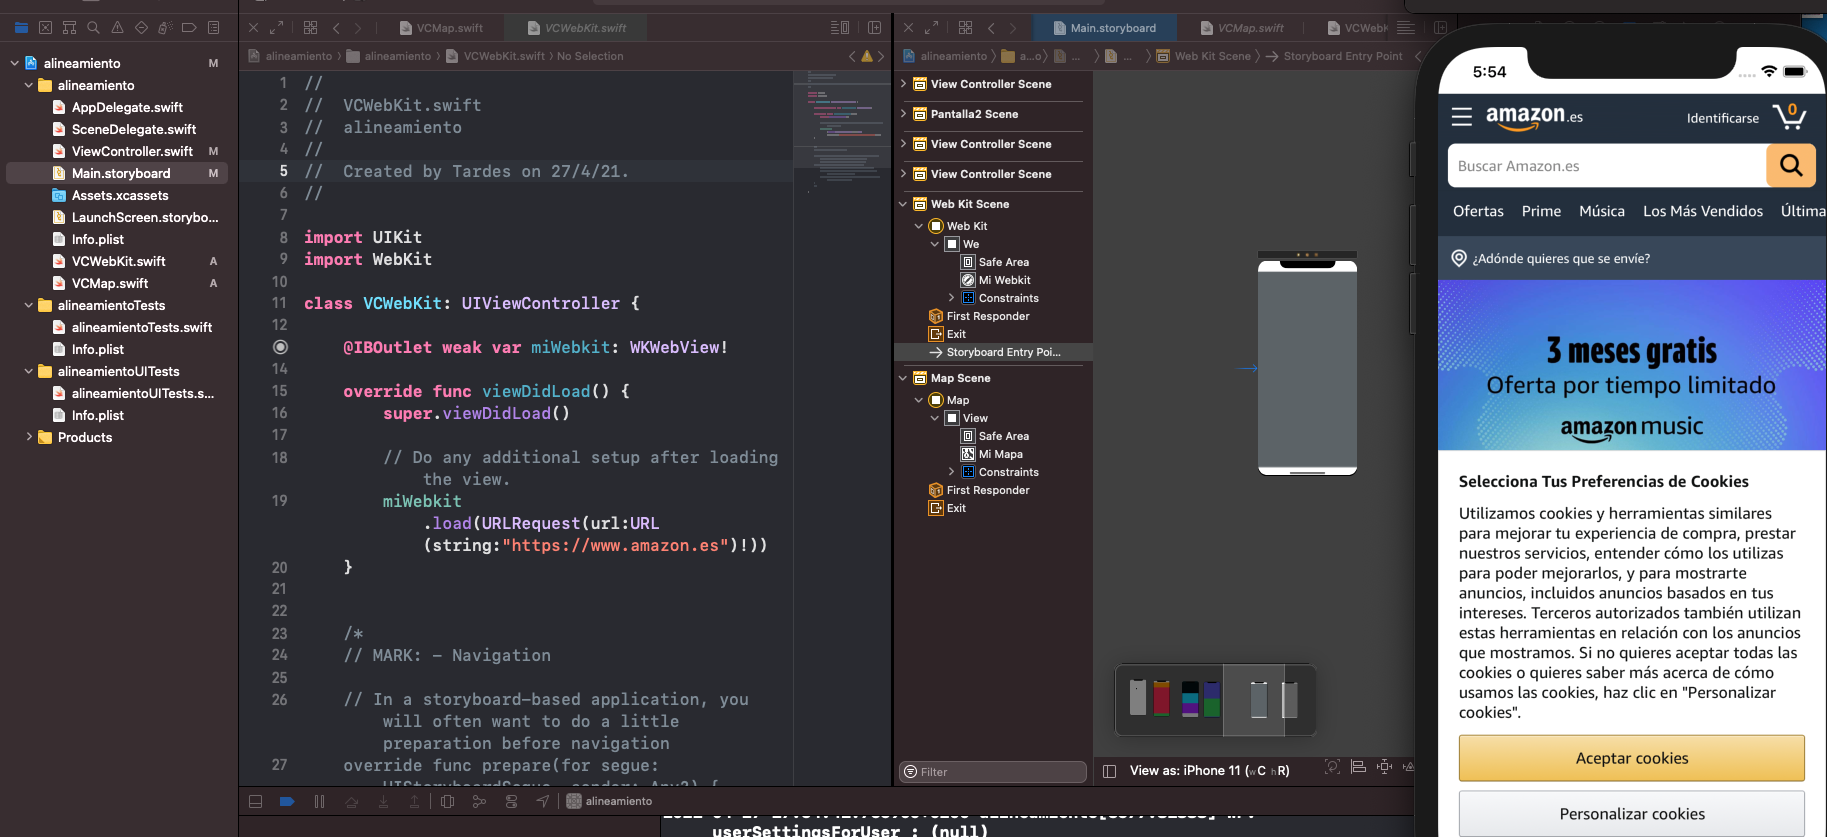 alineamiento M
alineamiento
AppDelegate.swift
SceneDelegate.swift
ViewController.swift M
Main.storyboard M
Assets.xcassets
LaunchScreen.storybo...
Info.plist
VCWebKit.swift A
VCMap.swift A
alineamientoTests
alineamientoTests.swift
Info.plist
alineamientoUITests
alineamientoUITests.s...
Info.plist
Products
VCMap.swift VCWebKit.swift
alineamiento alineamiento VCWebKit.swift No Selection
1 //
2 // VCWebKit.swift
3 // alineamiento
4 //
5 // Created by Tardes on 27/4/21.
6 //
7
8 import UIKit
9 import WebKit
10
11 class VCWebKit: UIViewController {
12
@IBOutlet weak var miWebkit: WKWebView!
14
15 override func viewDidLoad() {
16 super.viewDidLoad()
17
18 // Do any additional setup after loading
the view.
19 miWebkit
.load(URLRequest(url:URL
(string:"https://www.amazon.es")!))
20 }
21
22
23 /*
24 // MARK: - Navigation
25
26 // In a storyboard-based application, you
will often want to do a little
preparation before navigation
27 override func prepare(for segue:
UIStoryboardSegue, sender: Any?) {
alineamiento
Main.storyboard VCMap.swift VCWebK
alineamiento a...o) ... ... Web Kit Scene Storyboard Entry Point
View Controller Scene
Pantalla2 Scene
View Controller Scene
View Controller Scene
Web Kit Scene
Web Kit
We
Safe Area
Mi Webkit
Constraints
First Responder
Exit
Storyboard Entry Poi...
Map Scene
Map
View
Safe Area
Mi Mapa
Constraints
First Responder
Exit
Filter
View as: iPhone 11 (wC hR)
userSettingsForUser : (null)
5:54
amazon.es Identificarse 0
Buscar Amazon.es
Ofertas Prime Música Los Más Vendidos Última
¿Adónde quieres que se envíe?
3 meses gratis
Oferta por tiempo limitado
amazon music
Selecciona Tus Preferencias de Cookies
Utilizamos cookies y herramientas similares
para mejorar tu experiencia de compra, prestar
nuestros servicios, entender cómo los utilizas
para poder mejorarlos, y para mostrarte
anuncios, incluidos anuncios basados en tus
intereses. Terceros autorizados también utilizan
estas herramientas en relación con los anuncios
que mostramos. Si no quieres aceptar todas las
cookies o quieres saber más acerca de cómo
usamos las cookies, haz clic en "Personalizar
cookies".
Aceptar cookies
Personalizar cookies